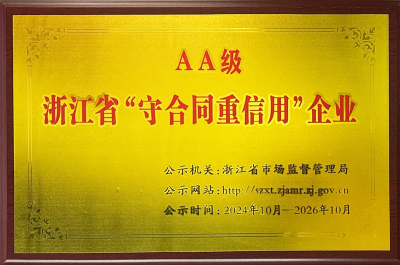 AA级
浙江省“守合同重信用”企业
公示机关：浙江省市场监督管理局
公示网站：http://szxt.zjamr.zj.gov.cn
公示时间：2024年10月—2026年10月